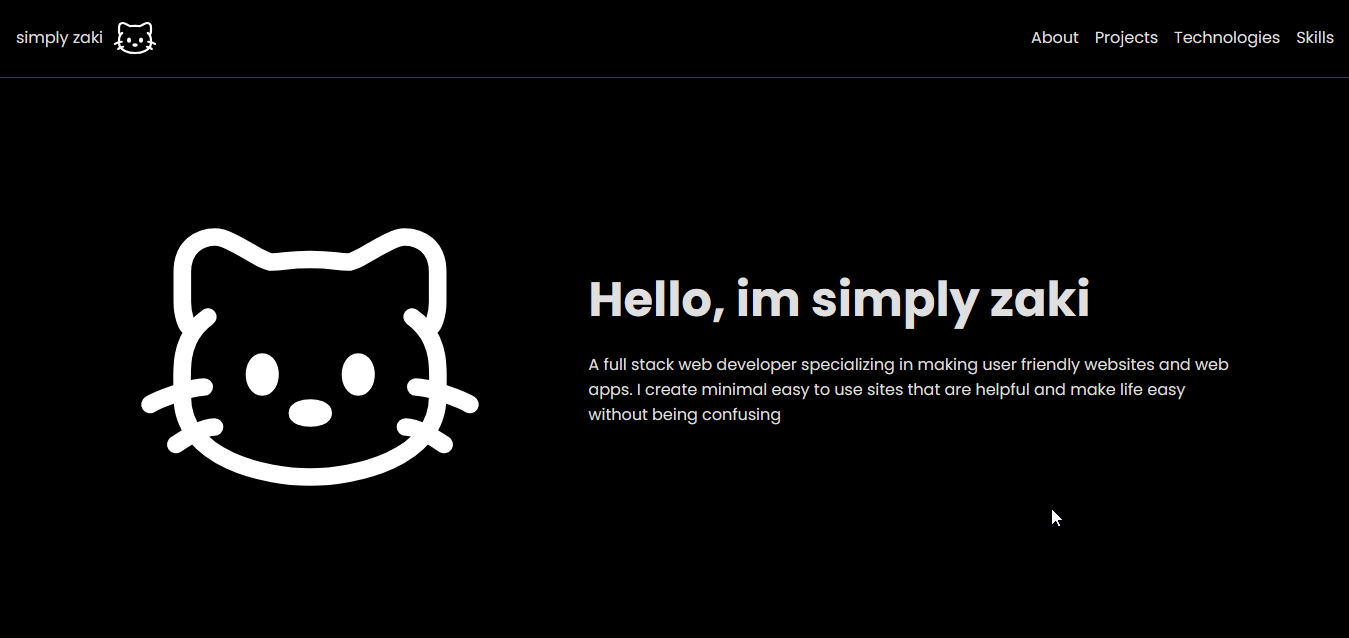 simply zaki
About Projects Technologies Skills
Hello, im simply zaki
A full stack web developer specializing in making user friendly websites and web
apps. I create minimal easy to use sites that are helpful and make life easy
without being confusing